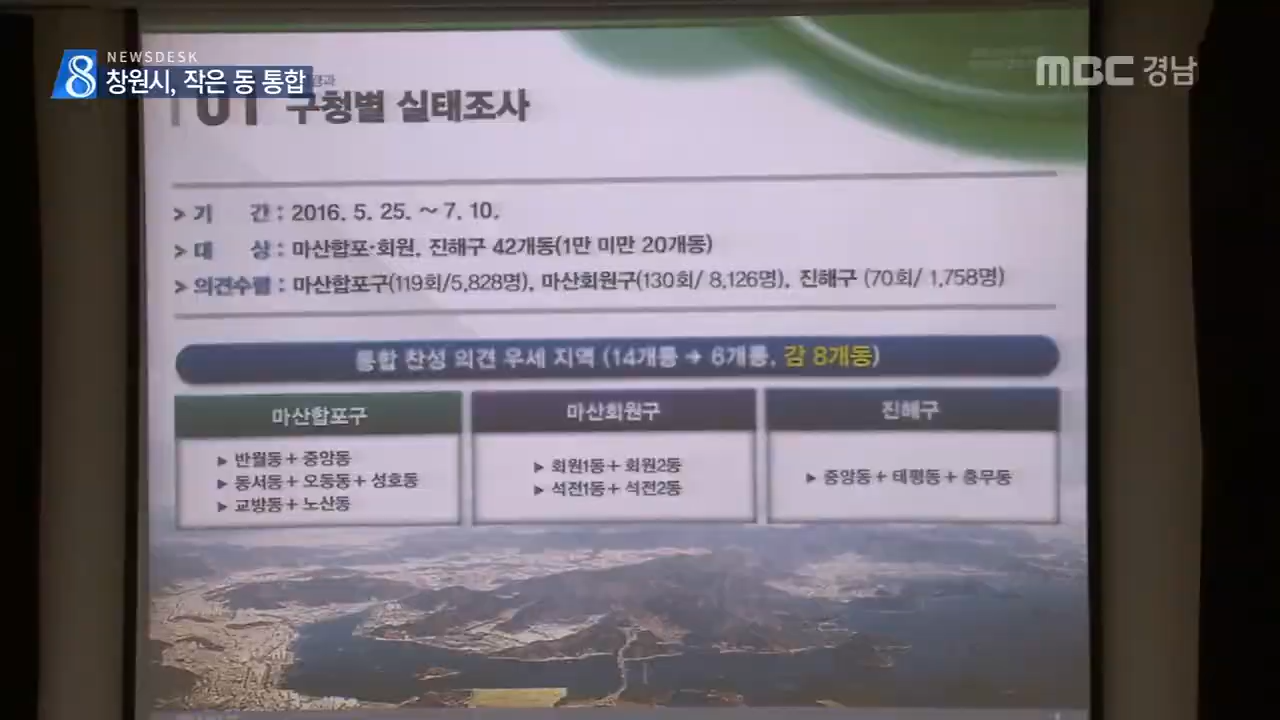 NEWSDESK
8 창원시, 작은 동 통합
MBC 경남
01 구청별 실태조사
> 기 간 : 2016. 5. 25. ~ 7. 10.
> 대 상 : 마산합포·회원, 진해구 42개동(1만 미만 20개동)
> 의견수렴 : 마산합포구(119회/5,828명), 마산회원구(130회/ 8,126명), 진해구 (70회/ 1,758명)
통합 찬성 의견 우세 지역 (14개동 → 6개동, 감 8개동)
마산합포구
▶ 반월동 + 중앙동
▶ 동서동 + 오동동 + 성호동
▶ 교방동 + 노산동
마산회원구
▶ 회원1동 + 회원2동
▶ 석전1동 + 석전2동
진해구
▶ 중앙동 + 태평동 + 충무동